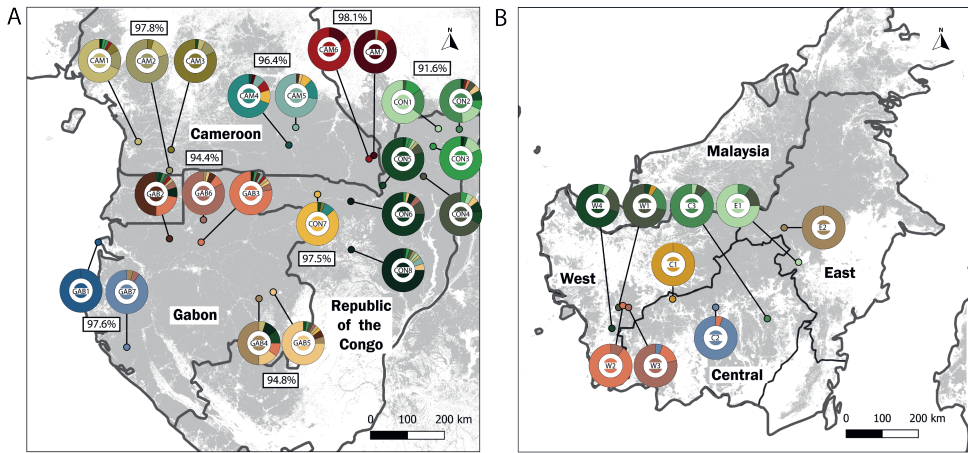 A
97.8%
98.1%
N
96.4%
91.6%
CAM1
CAM2
CAM3
CAM6
CAM7
CAM4
CAM5
CON1
CON2
Cameroon
CON5
CON3
94.4%
GAB2
GAB6
GAB3
CON7
CON6
CON4
97.5%
CON8
GAB1
GAB7
97.6%
Gabon
Republic
of the
Congo
GAB4
GAB5
94.8%
0 100 200 km
B
N
Malaysia
W4
W1
C3
E1
E2
West
C1
East
C2
W2
W3
Central
0 100 200 km